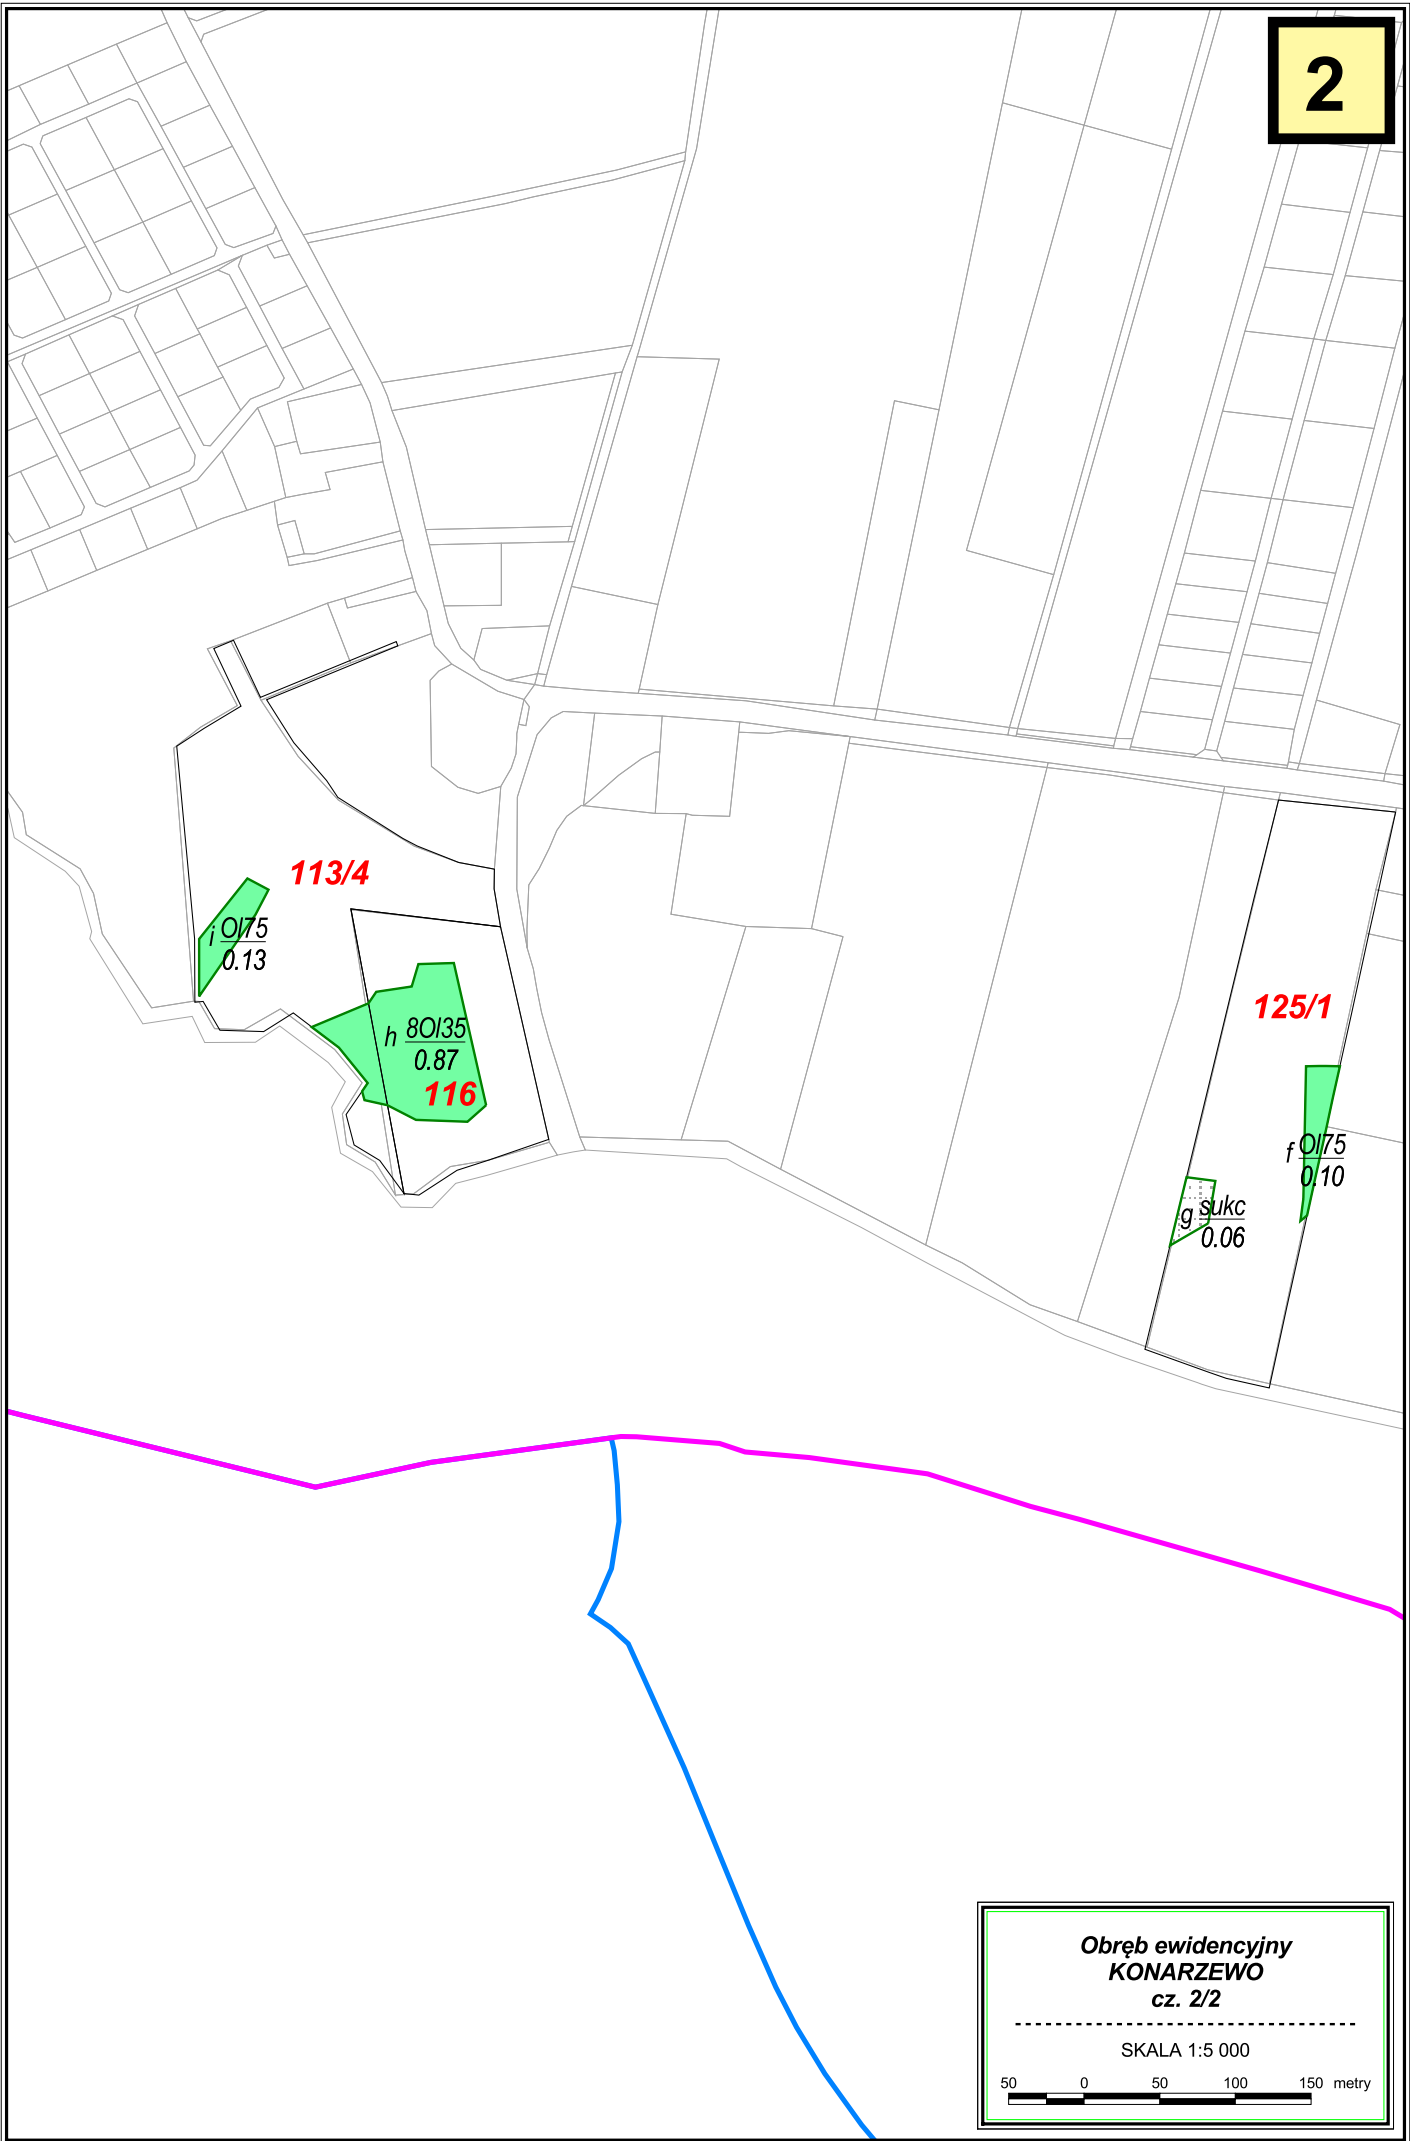 2
113/4
i Ol75
0.13
h 8Ol35
0.87
116
125/1
f Ol75
0.10
g sukc
0.06
Obręb ewidencyjny
KONARZEWO
cz. 2/2
SKALA 1:5 000
50 0 50 100 150 metry